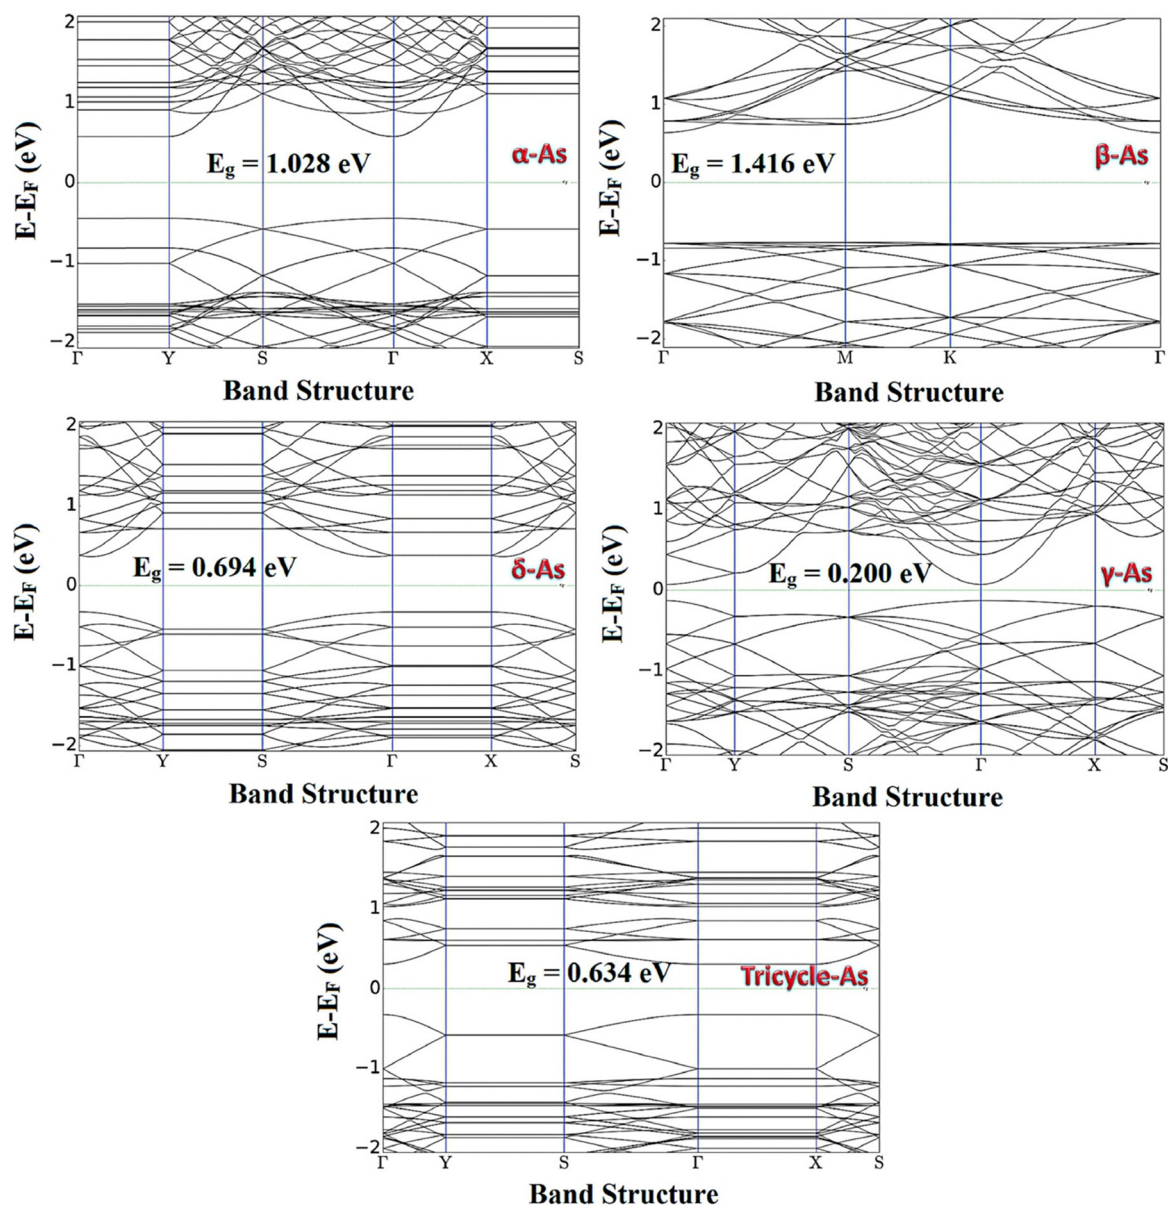 2
1
0
−1
−2
E-E_F (eV)
E_g = 1.028 eV
α-As
Γ Y S Γ X S
Band Structure
2
1
0
−1
−2
E-E_F (eV)
E_g = 1.416 eV
β-As
Γ M K Γ
Band Structure
2
1
0
−1
−2
E-E_F (eV)
E_g = 0.694 eV
δ-As
Γ Y S Γ X S
Band Structure
2
1
0
−1
−2
E-E_F (eV)
E_g = 0.200 eV
γ-As
Γ Y S Γ X S
Band Structure
2
1
0
−1
−2
E-E_F (eV)
E_g = 0.634 eV
Tricycle-As
Γ Y S Γ X S
Band Structure